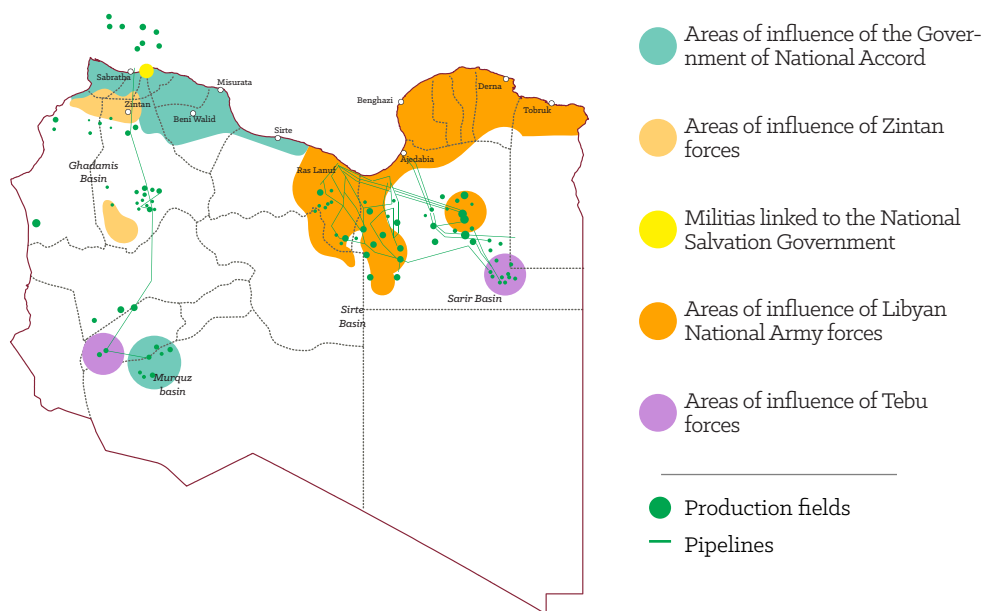 Sabratha
Misurata
Zintan
Beni Walid
Sirte
Ghadamis
Basin
Benghazi
Derna
Tobruk
Ajedabia
Ras Lanuf
Sirte
Basin
Sarir Basin
Murquz
basin
Areas of influence of the Gover-
nment of National Accord
Areas of influence of Zintan
forces
Militias linked to the National
Salvation Government
Areas of influence of Libyan
National Army forces
Areas of influence of Tebu
forces
Production fields
Pipelines